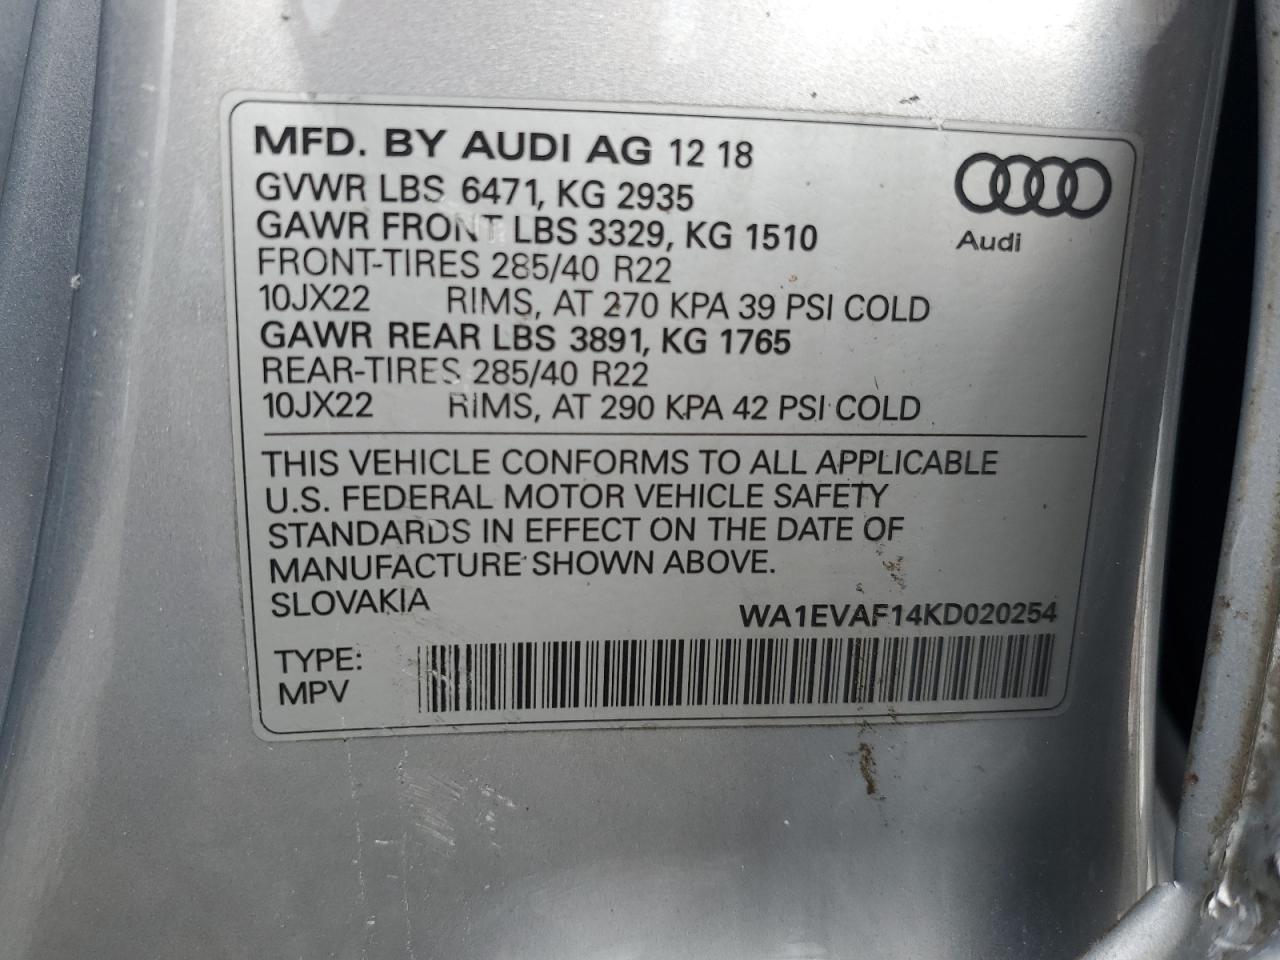 MFD. BY AUDI AG 12 18
GVWR LBS 6471, KG 2935
GAWR FRONT LBS 3329, KG 1510
Audi
FRONT-TIRES 285/40 R22
10JX22 RIMS, AT 270 KPA 39 PSI COLD
GAWR REAR LBS 3891, KG 1765
REAR-TIRES 285/40 R22
10JX22 RIMS, AT 290 KPA 42 PSI COLD
THIS VEHICLE CONFORMS TO ALL APPLICABLE
U.S. FEDERAL MOTOR VEHICLE SAFETY
STANDARDS IN EFFECT ON THE DATE OF
MANUFACTURE SHOWN ABOVE.
SLOVAKIA WA1EVAF14KD020254
TYPE:
MPV